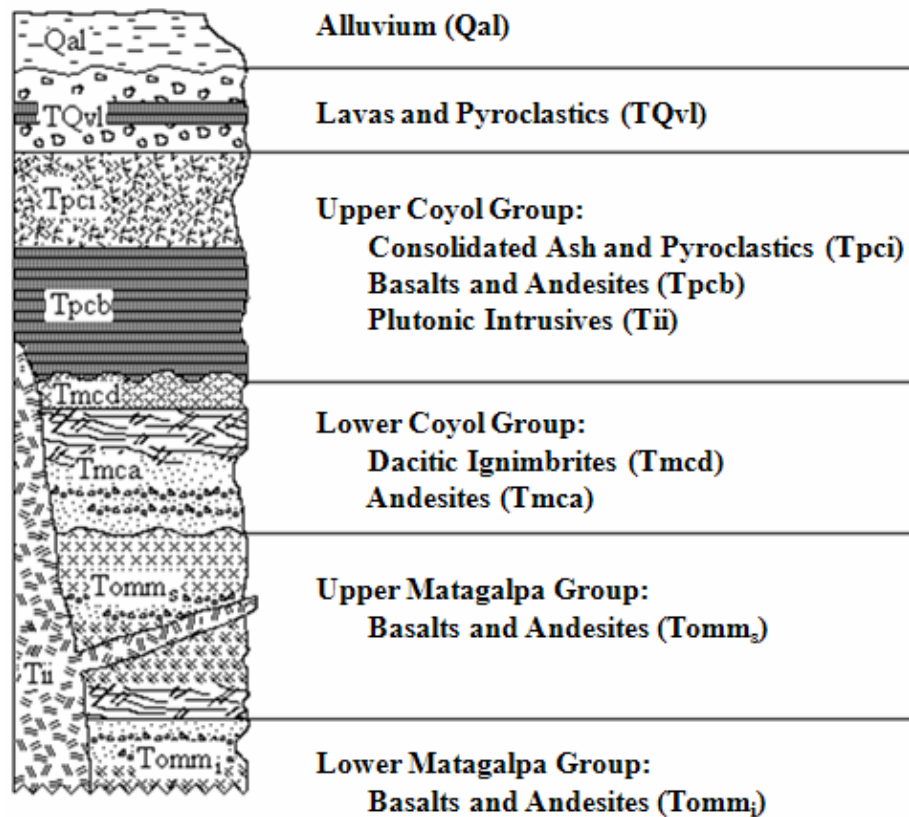 Qal
Alluvium (Qal)
TQvl
Lavas and Pyroclastics (TQvl)
Tpci
Upper Coyol Group:
Consolidated Ash and Pyroclastics (Tpci)
Tpcb
Basalts and Andesites (Tpcb)
Plutonic Intrusives (Tii)
Tmcd
Lower Coyol Group:
Dacitic Ignimbrites (Tmcd)
Tmca
Andesites (Tmca)
Tomms
Upper Matagalpa Group:
Basalts and Andesites (Tomms)
Tii
Tommi
Lower Matagalpa Group:
Basalts and Andesites (Tommi)